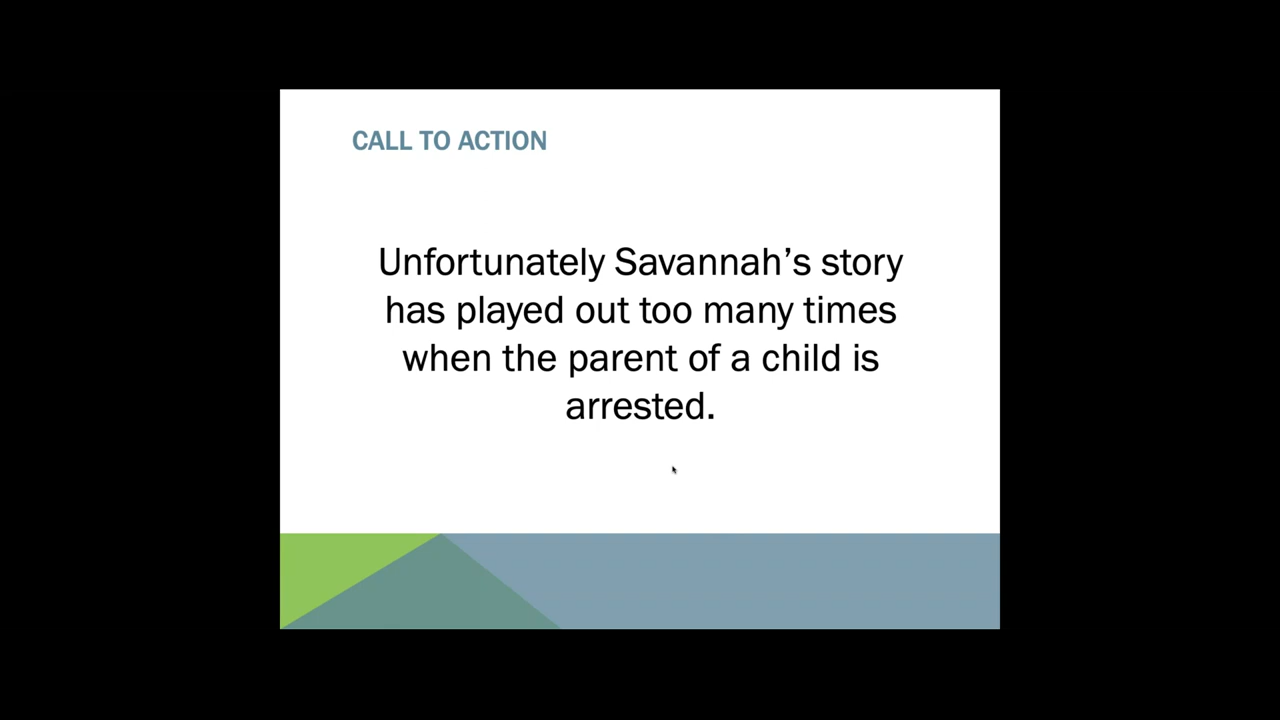 CALL TO ACTION
Unfortunately Savannah’s story
has played out too many times
when the parent of a child is
arrested.